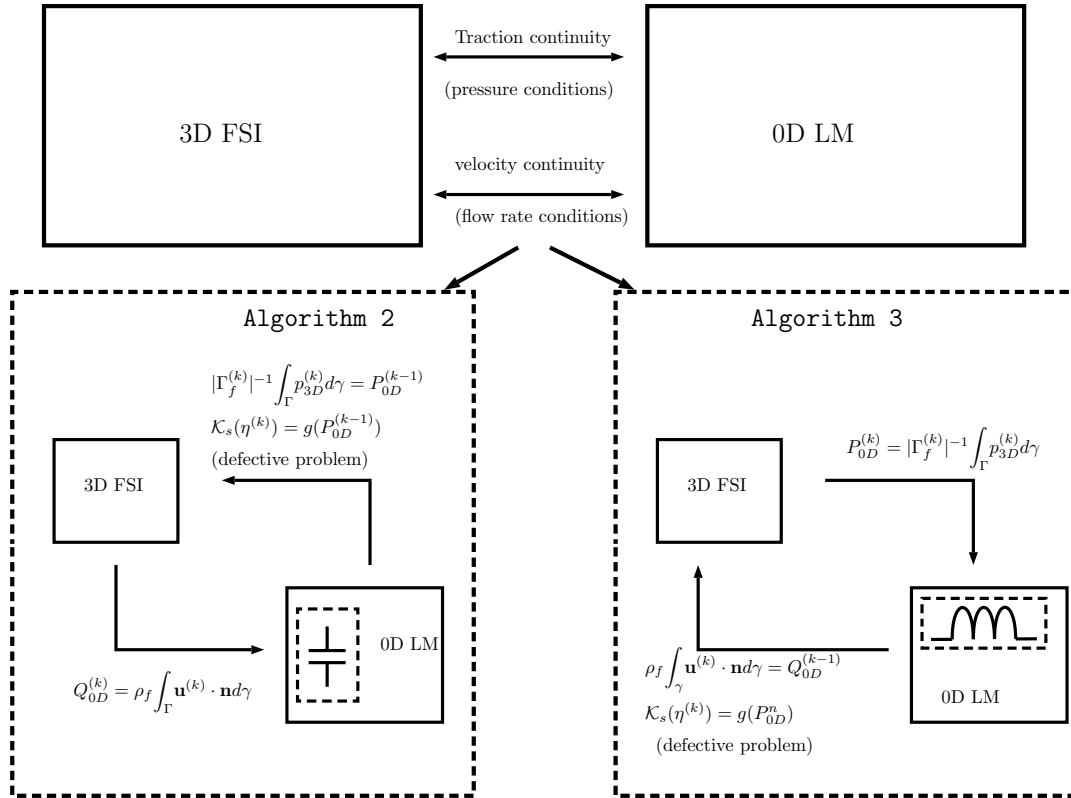 3D FSI
Traction continuity
(pressure conditions)
velocity continuity
(flow rate conditions)
0D LM
Algorithm 2
|Γ_f^{(k)}|^{-1} ∫_Γ p_{3D}^{(k)} dγ = P_{0D}^{(k-1)}
𝒦_s(η^{(k)}) = g(P_{0D}^{(k-1)})
(defective problem)
3D FSI
0D LM
Q_{0D}^{(k)} = ρ_f ∫_Γ 𝐮^{(k)} · 𝐧dγ
Algorithm 3
P_{0D}^{(k)} = |Γ_f^{(k)}|^{-1} ∫_Γ p_{3D}^{(k)} dγ
3D FSI
ρ_f ∫_γ 𝐮^{(k)} · 𝐧dγ = Q_{0D}^{(k-1)}
𝒦_s(η^{(k)}) = g(P_{0D}^n)
(defective problem)
0D LM